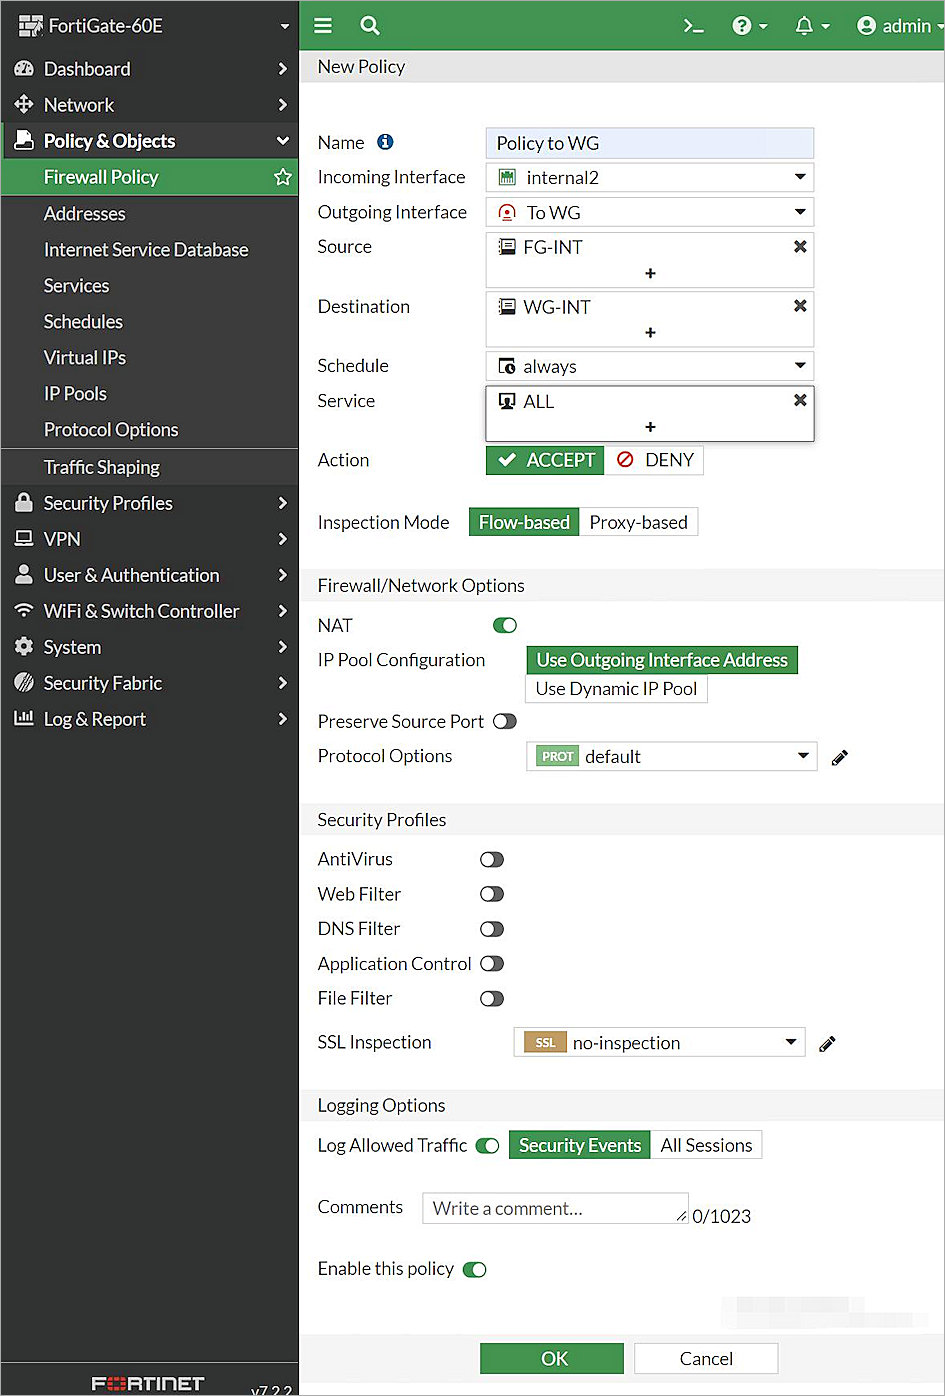 FortiGate-60E
admin
Dashboard
New Policy
Network
Policy & Objects
Name
Policy to WG
Firewall Policy
Incoming Interface
internal2
Addresses
Outgoing Interface
To WG
Internet Service Database
Source
FG-INT
+
Services
Destination
WG-INT
+
Schedules
Virtual IPs
Schedule
always
IP Pools
Service
ALL
+
Protocol Options
Action
ACCEPT
DENY
Traffic Shaping
Security Profiles
Inspection Mode
Flow-based
Proxy-based
VPN
User & Authentication
Firewall/Network Options
WiFi & Switch Controller
NAT
System
IP Pool Configuration
Use Outgoing Interface Address
Use Dynamic IP Pool
Security Fabric
Log & Report
Preserve Source Port
Protocol Options
PROT default
Security Profiles
AntiVirus
Web Filter
DNS Filter
Application Control
File Filter
SSL Inspection
SSL no-inspection
Logging Options
Log Allowed Traffic
Security Events
All Sessions
Comments
Write a comment...
0/1023
Enable this policy
OK
Cancel
FORTINET
v7.2.2